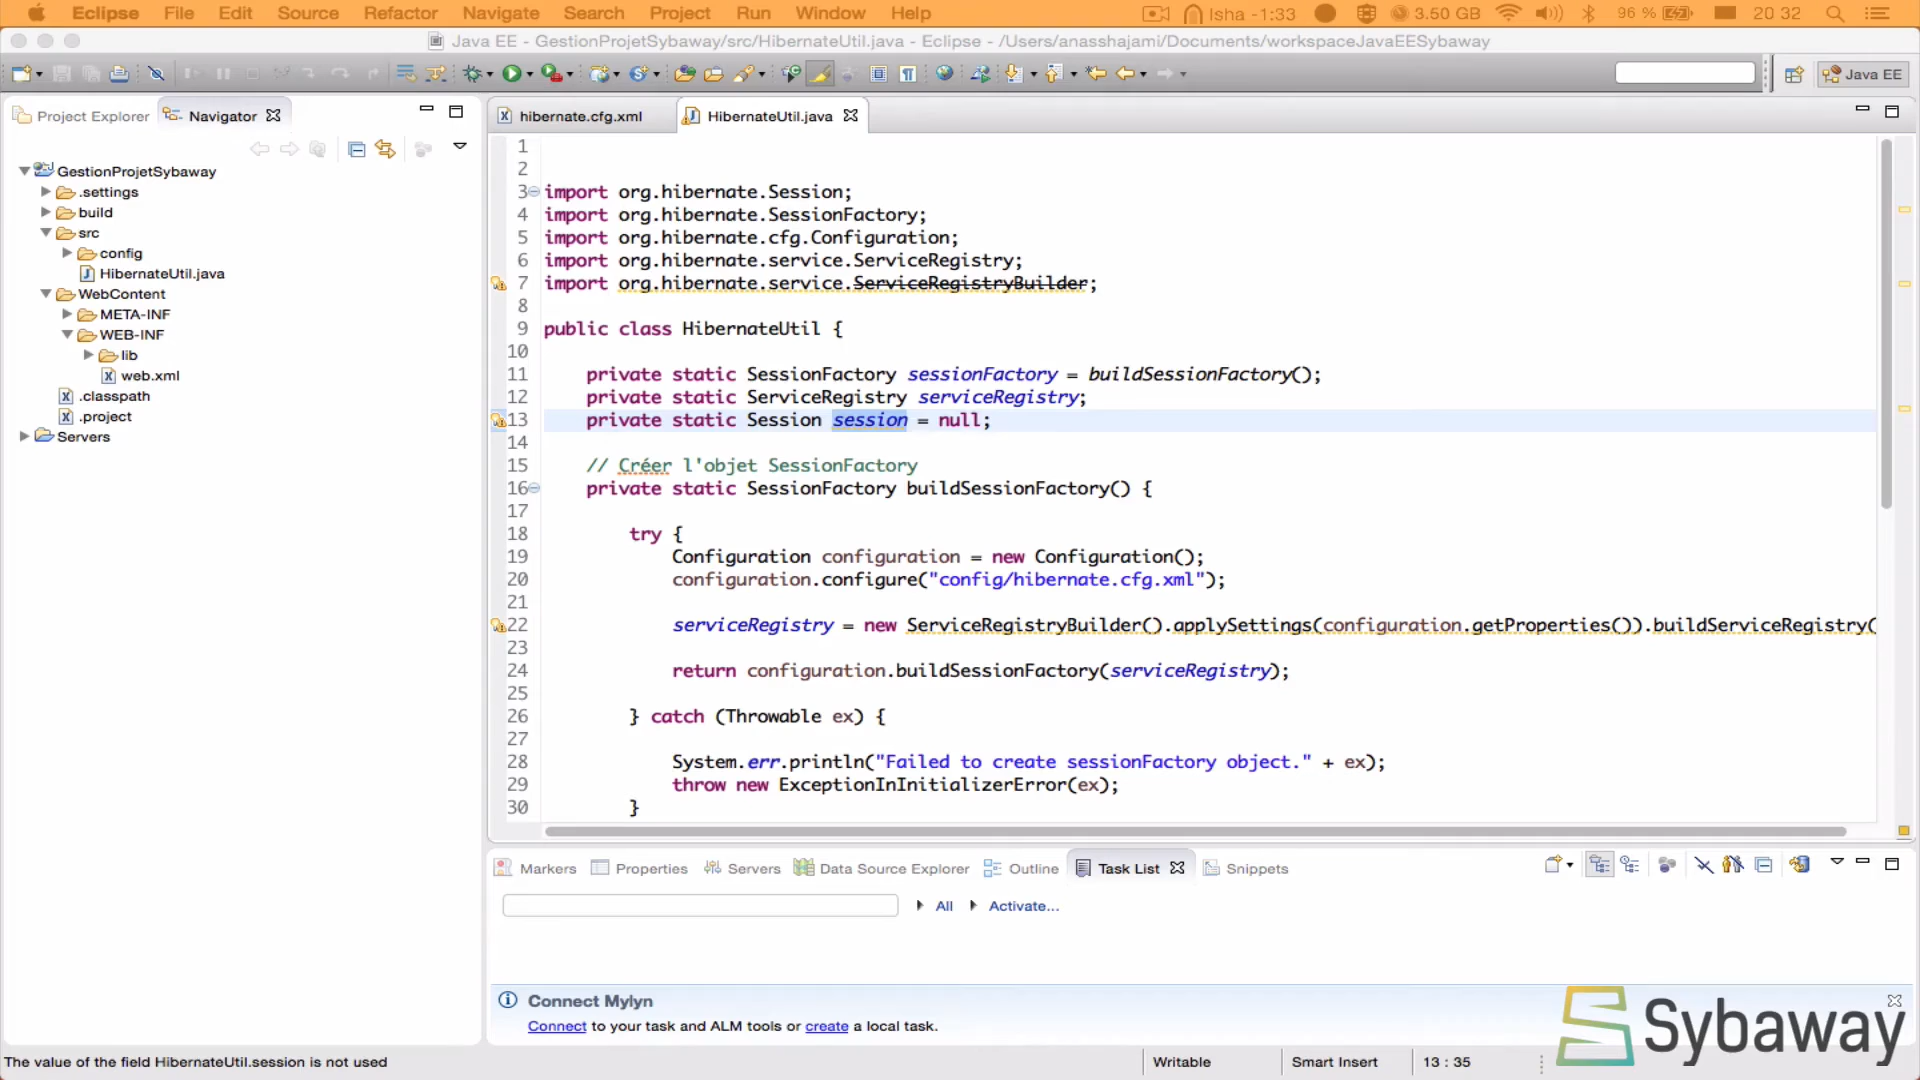 Eclipse File Edit Source Refactor Navigate Search Project Run Window Help Isha -1:33 3.50 GB 96 % 20 32
Java EE - GestionProjetSybaway/src/HibernateUtil.java - Eclipse - /Users/anasshajami/Documents/workspaceJavaEESybaway
Java EE
Project Explorer Navigator
GestionProjetSybaway
.settings
build
src
config
HibernateUtil.java
WebContent
META-INF
WEB-INF
lib
web.xml
.classpath
.project
Servers
hibernate.cfg.xml HibernateUtil.java
1
2
3 import org.hibernate.Session;
4 import org.hibernate.SessionFactory;
5 import org.hibernate.cfg.Configuration;
6 import org.hibernate.service.ServiceRegistry;
7 import org.hibernate.service.ServiceRegistryBuilder;
8
9 public class HibernateUtil {
10
11 private static SessionFactory sessionFactory = buildSessionFactory();
12 private static ServiceRegistry serviceRegistry;
13 private static Session session = null;
14
15 // Créer l'objet SessionFactory
16 private static SessionFactory buildSessionFactory() {
17
18 try {
19 Configuration configuration = new Configuration();
20 configuration.configure("config/hibernate.cfg.xml");
21
22 serviceRegistry = new ServiceRegistryBuilder().applySettings(configuration.getProperties()).buildServiceRegistry(
23
24 return configuration.buildSessionFactory(serviceRegistry);
25
26 } catch (Throwable ex) {
27
28 System.err.println("Failed to create sessionFactory object." + ex);
29 throw new ExceptionInInitializerError(ex);
30 }
Markers Properties Servers Data Source Explorer Outline Task List Snippets
All Activate...
Connect Mylyn
Connect to your task and ALM tools or create a local task.
Sybaway
The value of the field HibernateUtil.session is not used Writable Smart Insert 13 : 35